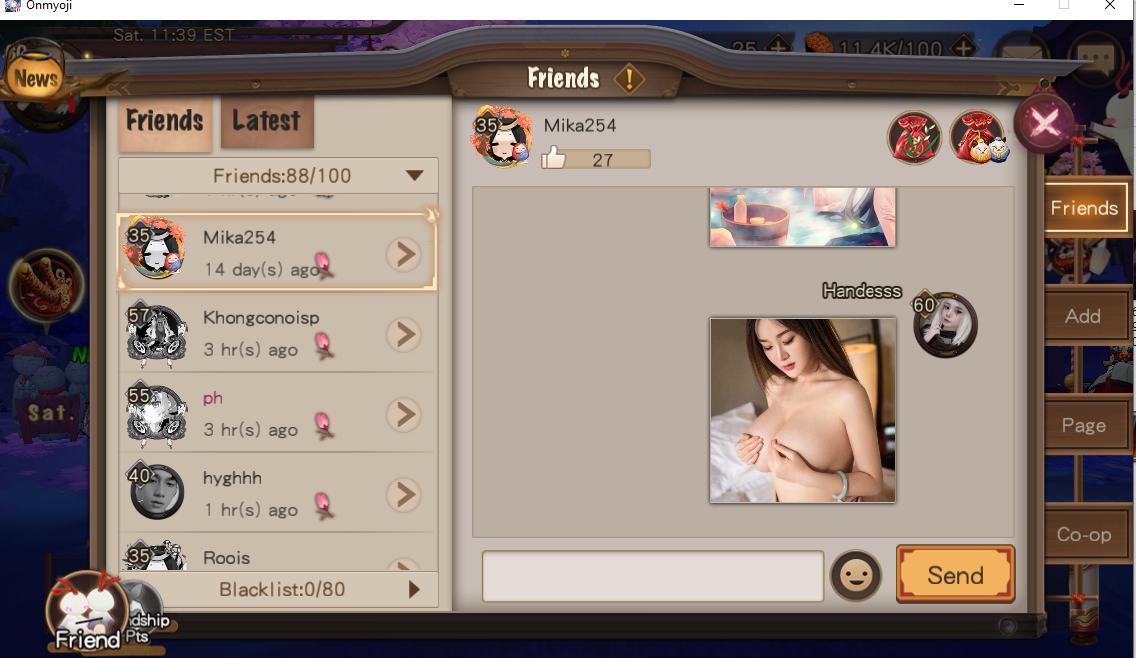 Onmyoji
Sat. 11:39 EST
25
11.4K/100
News
Friends
Friends
Latest
35
Mika254
27
Friends:88/100
35
Mika254
14 day(s) ago
Friends
Handesss
60
57
Khongconoisp
3 hr(s) ago
Add
55
ph
3 hr(s) ago
Sat.
Page
40
hyghhh
1 hr(s) ago
Co-op
35
Roois
Send
Blacklist:0/80
Friend
Pts